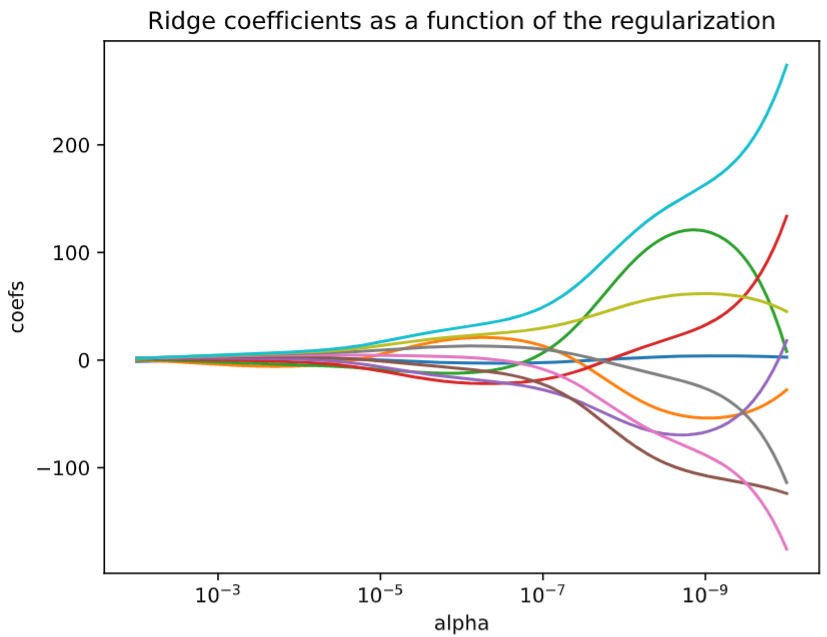 Ridge coefficients as a function of the regularization
coefs
200
100
0
−100
10⁻³ 10⁻⁵ 10⁻⁷ 10⁻⁹
alpha